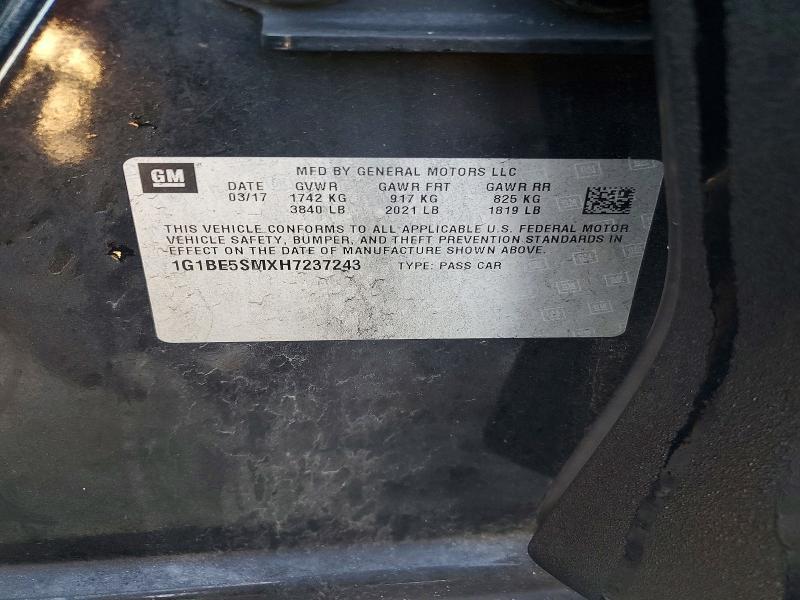 GM
MFD BY GENERAL MOTORS LLC
DATE GVWR GAWR FRT GAWR RR
03/17 1742 KG 917 KG 825 KG
3840 LB 2021 LB 1819 LB
THIS VEHICLE CONFORMS TO ALL APPLICABLE U.S. FEDERAL MOTOR
VEHICLE SAFETY, BUMPER, AND THEFT PREVENTION STANDARDS IN
EFFECT ON THE DATE OF MANUFACTURE SHOWN ABOVE.
1G1BE5SMXH7237243 TYPE: PASS CAR